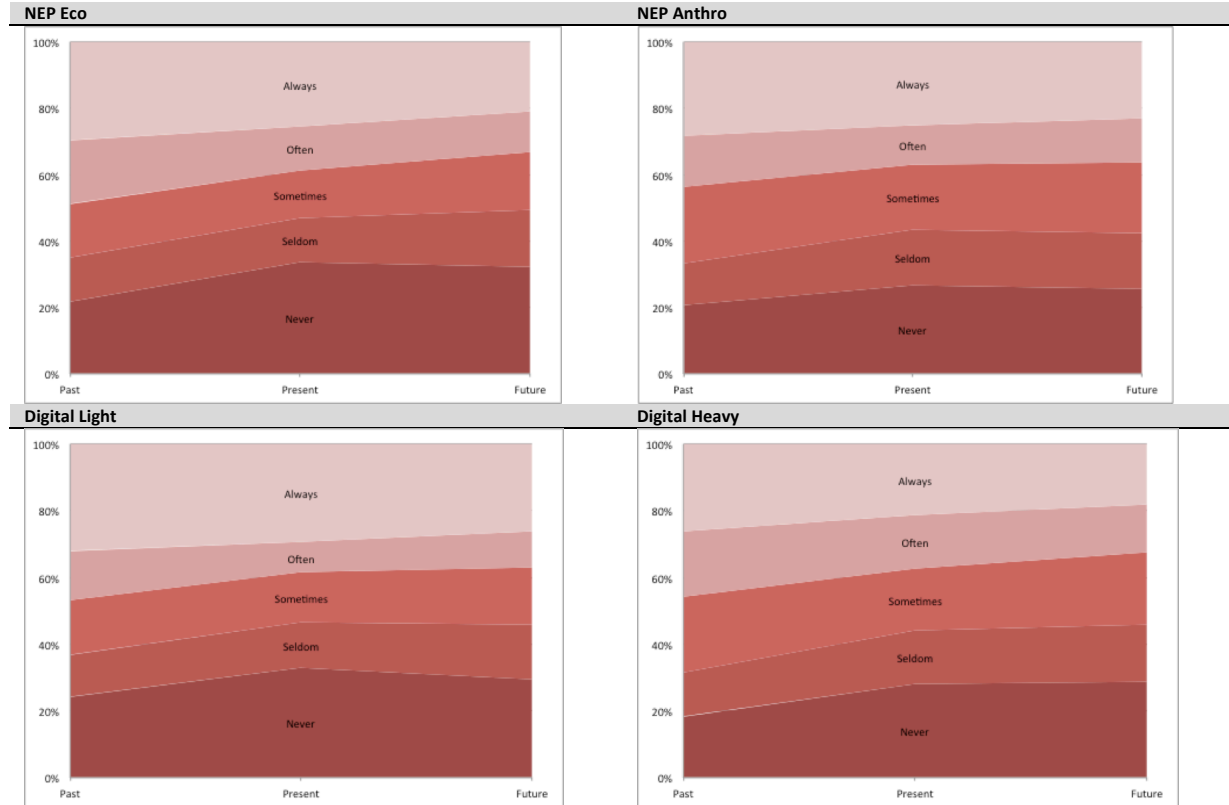 NEP Eco NEP Anthro
100% 100%
Always Always
80% 80%
Often Often
60% 60%
Sometimes Sometimes
40% 40%
Seldom Seldom
20% 20%
Never Never
0% 0%
Past Present Future Past Present Future
Digital Light Digital Heavy
100% 100%
Always Always
80% 80%
Often Often
60% 60%
Sometimes Sometimes
40% 40%
Seldom Seldom
20% 20%
Never Never
0% 0%
Past Present Future Past Present Future